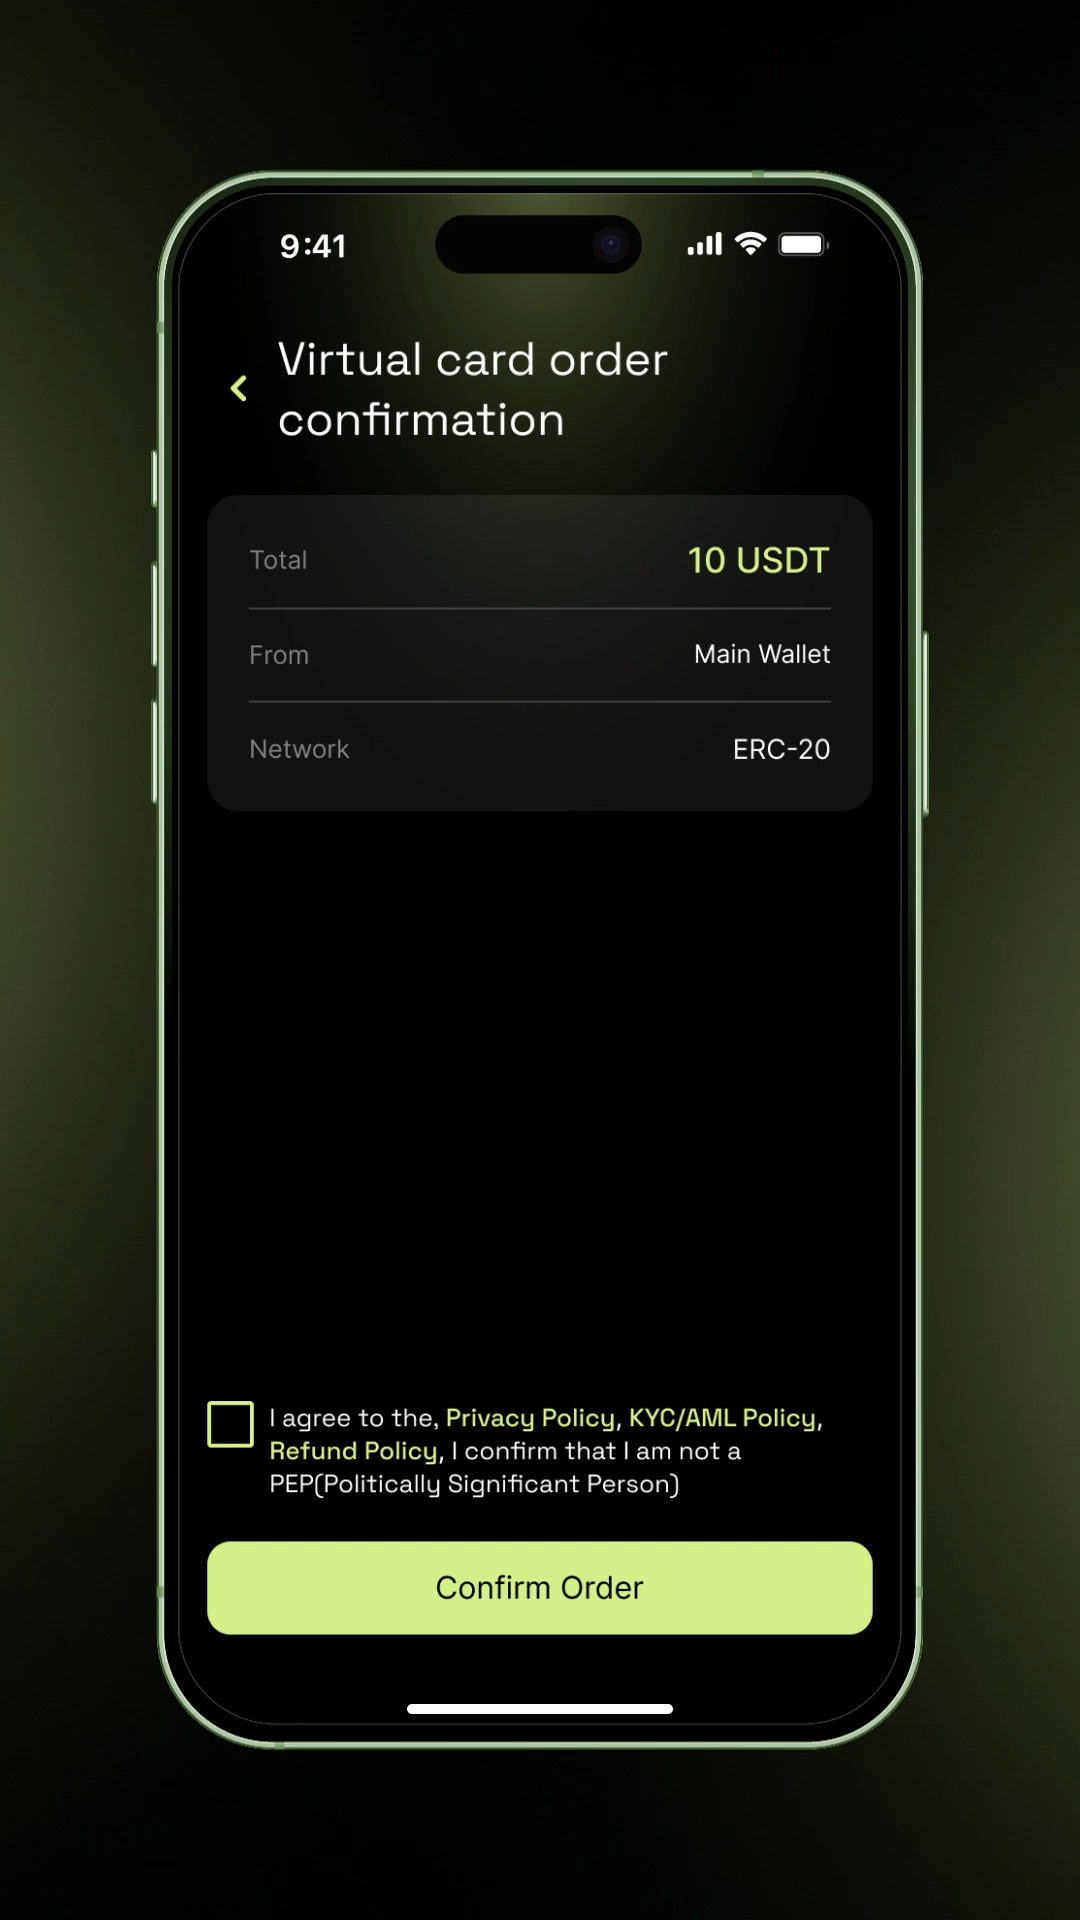 9:41
Virtual card order
confirmation
Total 10 USDT
From Main Wallet
Network ERC-20
I agree to the, Privacy Policy, KYC/AML Policy,
Refund Policy, I confirm that I am not a
PEP(Politically Significant Person)
Confirm Order